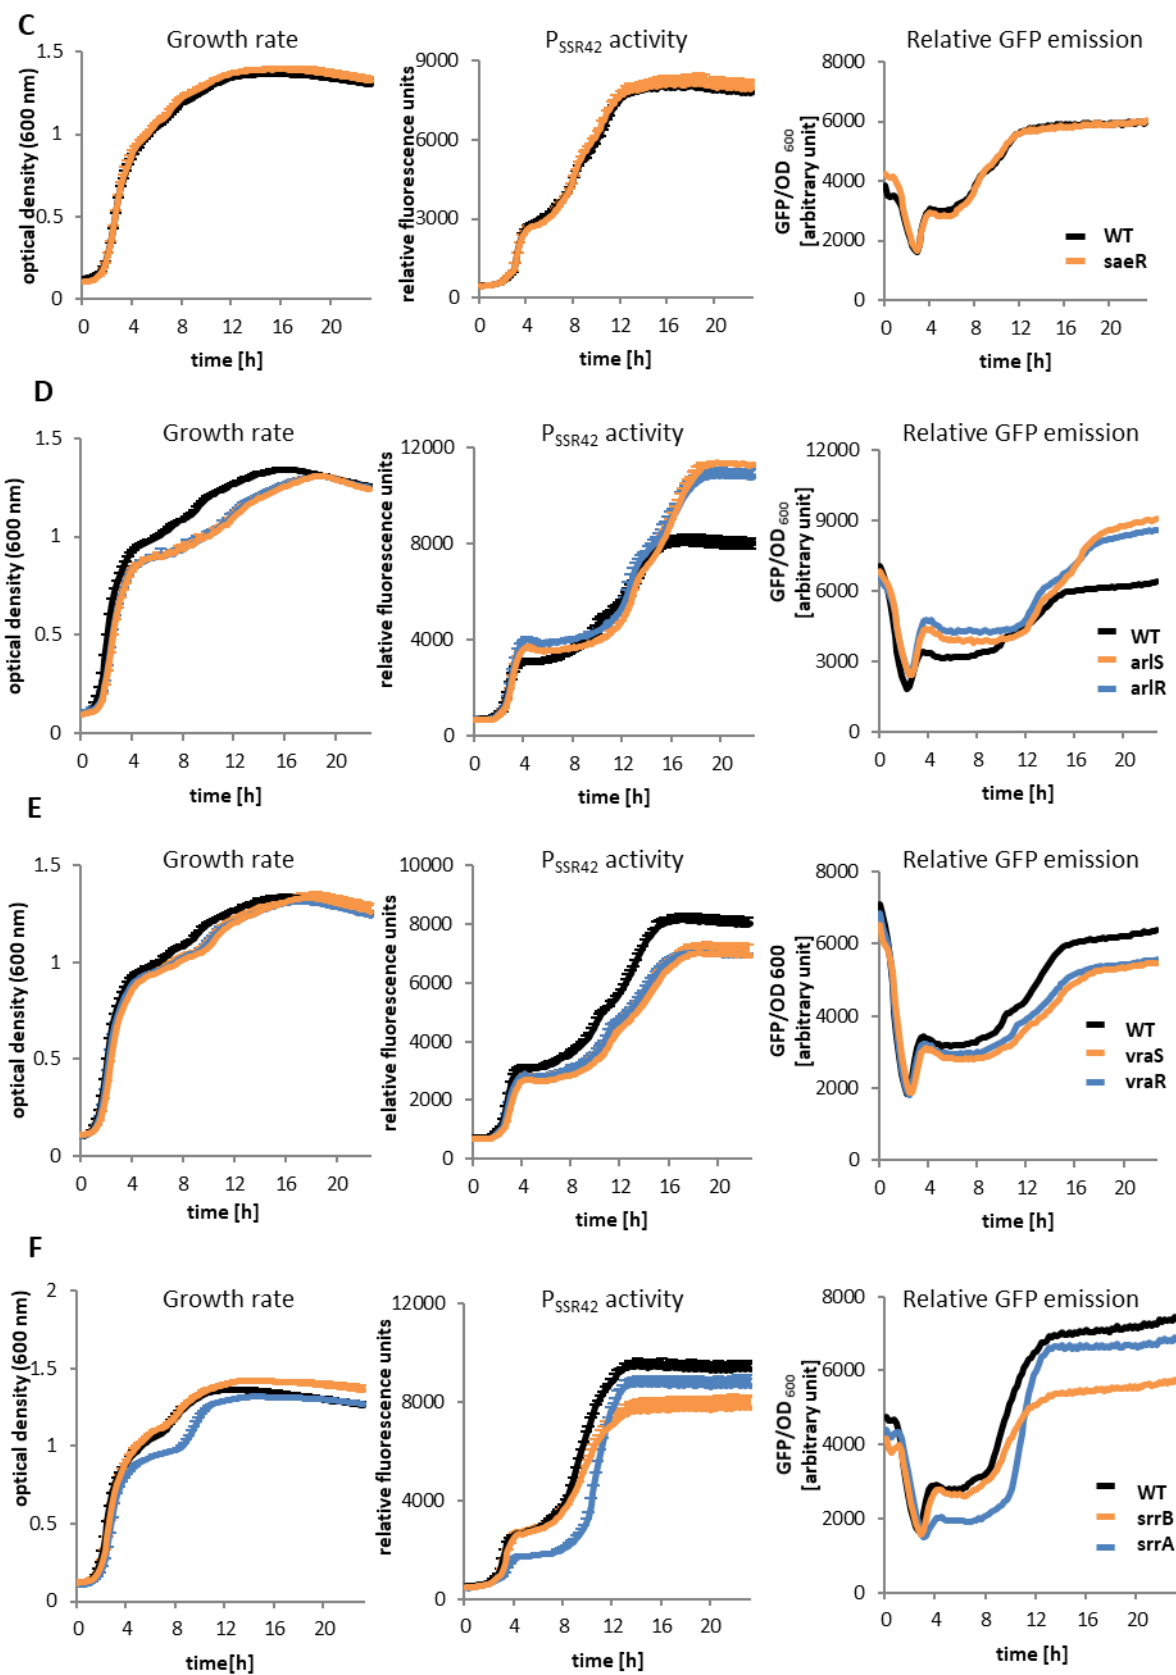 C
Growth rate
optical density (600 nm)
1.5
1
0.5
0
0 4 8 12 16 20
time [h]
P_SSR42 activity
relative fluorescence units
9000
6000
3000
0
0 4 8 12 16 20
time [h]
Relative GFP emission
GFP/OD 600
[arbitrary unit]
8000
6000
4000
2000
0
WT
saeR
0 4 8 12 16 20
time [h]
D
Growth rate
optical density (600 nm)
1.5
1
0.5
0
0 4 8 12 16 20
time [h]
P_SSR42 activity
relative fluorescence units
12000
8000
4000
0
0 4 8 12 16 20
time [h]
Relative GFP emission
GFP/OD 600
[arbitrary unit]
12000
9000
6000
3000
0
WT
arlS
arlR
0 4 8 12 16 20
time [h]
E
Growth rate
optical density (600 nm)
1.5
1
0.5
0
0 4 8 12 16 20
time [h]
P_SSR42 activity
relative fluorescence units
10000
8000
6000
4000
2000
0
0 4 8 12 16 20
time [h]
Relative GFP emission
GFP/OD 600
[arbitrary unit]
8000
6000
4000
2000
0
WT
vraS
vraR
0 4 8 12 16 20
time [h]
F
Growth rate
optical density (600 nm)
2
1.5
1
0.5
0
0 4 8 12 16 20
time[h]
P_SSR42 activity
relative fluorescence units
12000
8000
4000
0
0 4 8 12 16 20
time [h]
Relative GFP emission
GFP/OD 600
[arbitrary unit]
8000
6000
4000
2000
0
WT
srrB
srrA
0 4 8 12 16 20
time [h]